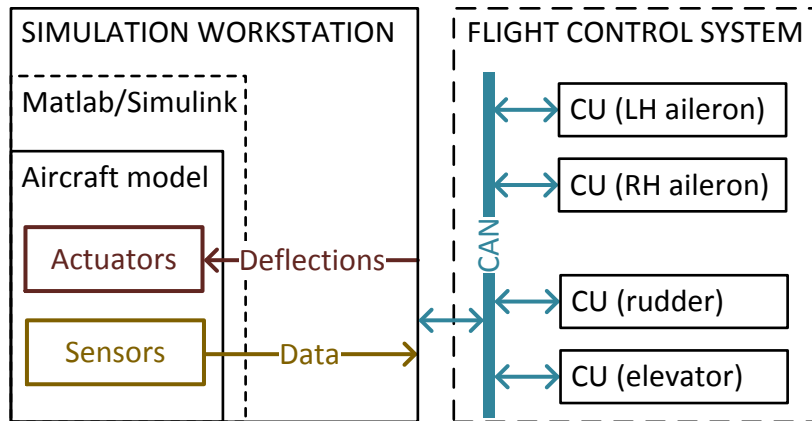 SIMULATION WORKSTATION
Matlab/Simulink
Aircraft model
Actuators
Deflections
Sensors
Data
FLIGHT CONTROL SYSTEM
CAN
CU (LH aileron)
CU (RH aileron)
CU (rudder)
CU (elevator)